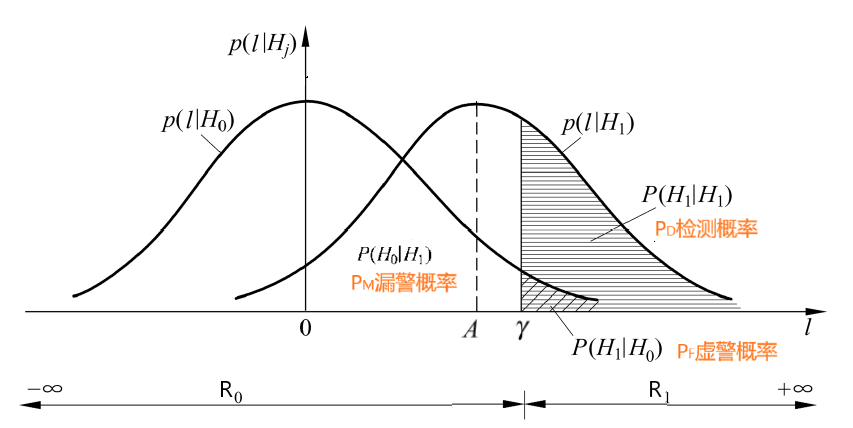 p(l|Hj)
p(l|H0)
p(l|H1)
P(H1|H1)
PD检测概率
P(H0|H1)
PM漏警概率
0
A
γ
l
P(H1|H0)
PF虚警概率
−∞
R0
R1
+∞